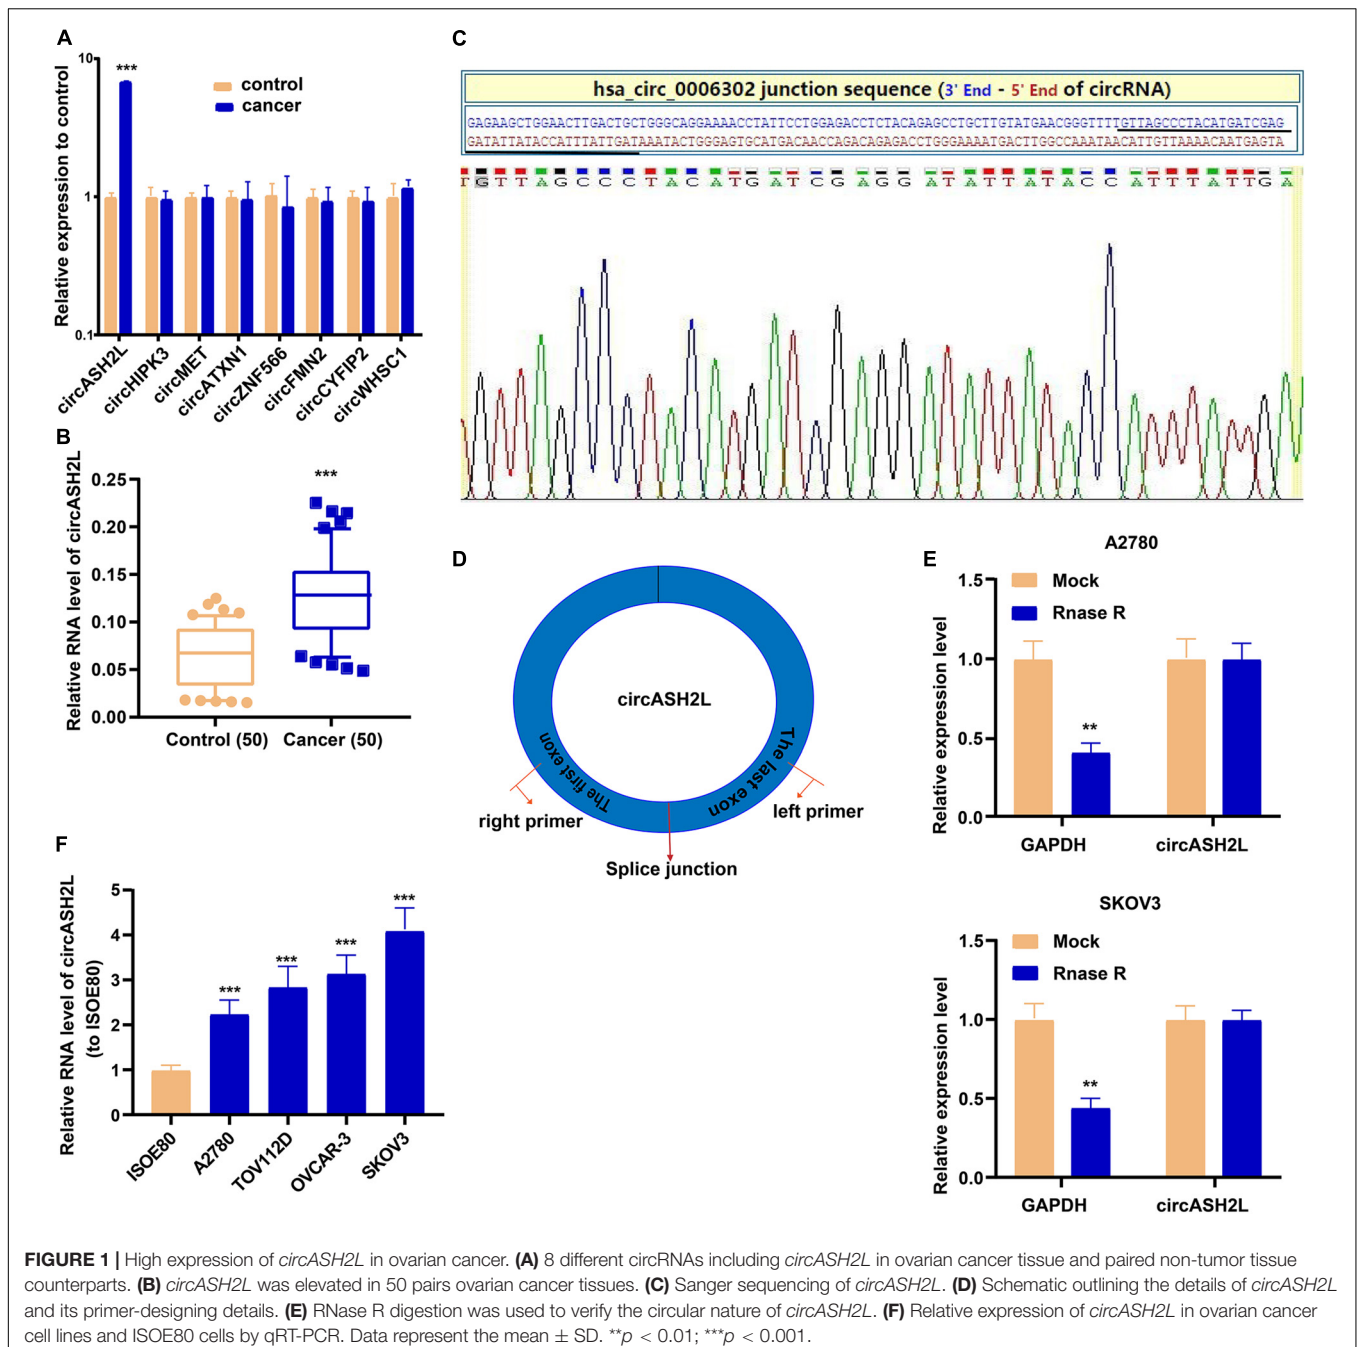 A
10
***
control
cancer
Relative expression to control
1
0.1
circASH2L
circHIPK3
circMET
circATXN1
circZNF566
circFMN2
circCYFIP2
circWHSC1
B
Relative RNA level of circASH2L
0.25
0.20
0.15
0.10
0.05
0.00
***
Control (50)
Cancer (50)
C
hsa_circ_0006302 junction sequence (3' End - 5' End of circRNA)
GAGAAGCTGGAACTTGACTGCTGGGCAGGAAAACCTATTCCTGGAGACCTCTACAGAGCCTGCTTGTATGAACGGGTTTTGTTAGCCCTACATGATCGAG
GATATTATACCATTTATTGATAAATACTGGGAGTGCATGACAACCAGACAGAGACCTGGGAAAATGACTTGGCCAAATAACATTGTTAAAACAATGAGTA
T G T T A G C C C T A C A T G A T C G A G G A T A T T A T A C C A T T T A T T G A
D
circASH2L
The first exon
The last exon
right primer
left primer
Splice junction
E
A2780
Mock
Rnase R
Relative expression level
1.5
1.0
0.5
0.0
**
GAPDH
circASH2L
SKOV3
Mock
Rnase R
Relative expression level
1.5
1.0
0.5
0.0
**
GAPDH
circASH2L
F
Relative RNA level of circASH2L
(to ISOE80)
5
4
3
2
1
0
***
***
***
***
ISOE80
A2780
TOV112D
OVCAR-3
SKOV3
FIGURE 1 | High expression of circASH2L in ovarian cancer. (A) 8 different circRNAs including circASH2L in ovarian cancer tissue and paired non-tumor tissue
counterparts. (B) circASH2L was elevated in 50 pairs ovarian cancer tissues. (C) Sanger sequencing of circASH2L. (D) Schematic outlining the details of circASH2L
and its primer-designing details. (E) RNase R digestion was used to verify the circular nature of circASH2L. (F) Relative expression of circASH2L in ovarian cancer
cell lines and ISOE80 cells by qRT-PCR. Data represent the mean ± SD. **p < 0.01; ***p < 0.001.